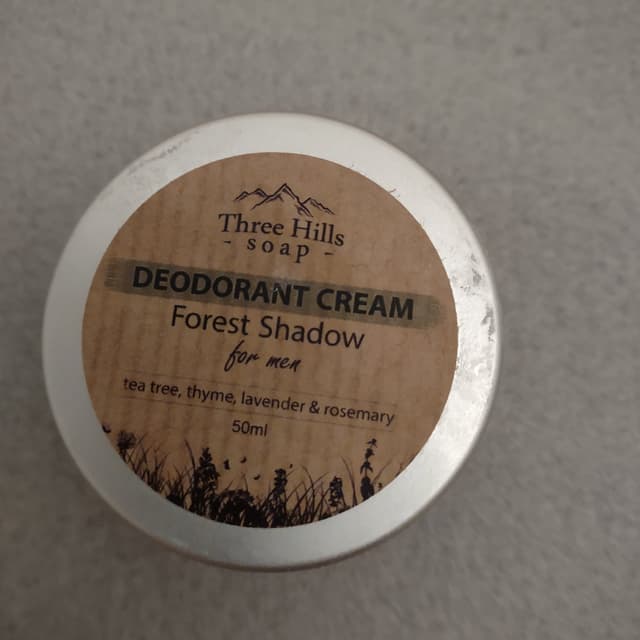 Three Hills
- soap -
DEODORANT CREAM
Forest Shadow
for men
tea tree, thyme, lavender & rosemary
50ml